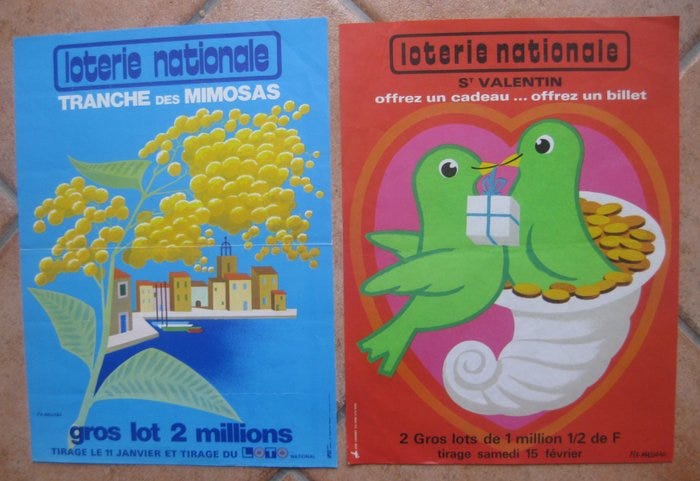 loterie nationale
TRANCHE DES MIMOSAS
gros lot 2 millions
TIRAGE LE 11 JANVIER ET TIRAGE DU LOTO NATIONAL
loterie nationale
ST VALENTIN
offrez un cadeau ... offrez un billet
2 Gros lots de 1 million 1/2 de F
tirage samedi 15 février